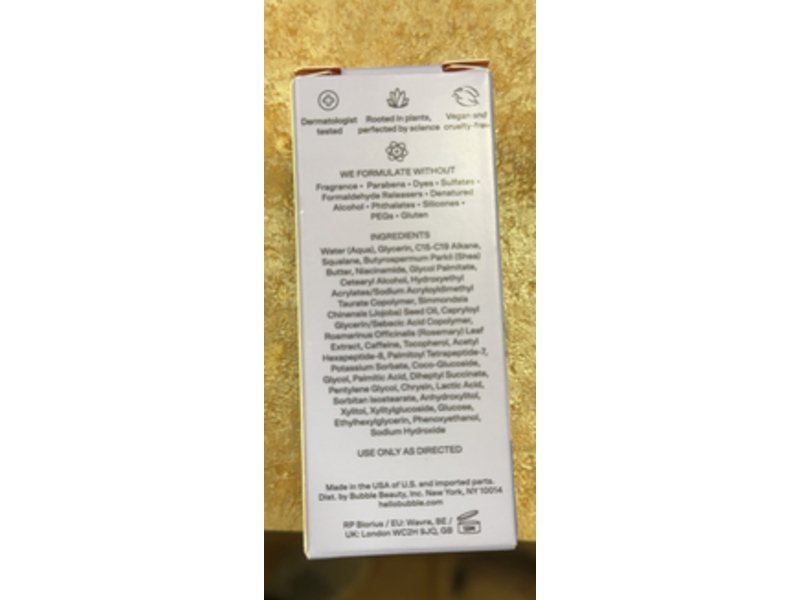 Dermatologist tested
Rooted in plants, perfected by science
Vegan and cruelty-free
WE FORMULATE WITHOUT
Fragrance • Parabens • Dyes • Sulfates •
Formaldehyde Releasers • Denatured
Alcohol • Phthalates • Silicones •
PEGs • Gluten
INGREDIENTS
Water (Aqua), Glycerin, C15-C19 Alkane,
Squalane, Butyrospermum Parkii (Shea)
Butter, Niacinamide, Glycol Palmitate,
Cetearyl Alcohol, Hydroxyethyl
Acrylates/Sodium Acryloyldimethyl
Taurate Copolymer, Simmondsia
Chinensis (Jojoba) Seed Oil, Capryloyl
Glycerin/Sebacic Acid Copolymer,
Rosmarinus Officinalis (Rosemary) Leaf
Extract, Caffeine, Tocopherol, Acetyl
Hexapeptide-8, Palmitoyl Tetrapeptide-7,
Potassium Sorbate, Coco-Glucoside,
Glycol, Palmitic Acid, Diheptyl Succinate,
Pentylene Glycol, Chrysin, Lactic Acid,
Sorbitan Isostearate, Anhydroxylitol,
Xylitol, Xylitylglucoside, Glucose,
Ethylhexylglycerin, Phenoxyethanol,
Sodium Hydroxide
USE ONLY AS DIRECTED
Made in the USA of U.S. and imported parts.
Dist. by Bubble Beauty, Inc. New York, NY 10014
hellobubble.com
RP Biorius / EU: Wavre, BE /
UK: London WC2H 9JQ, GB